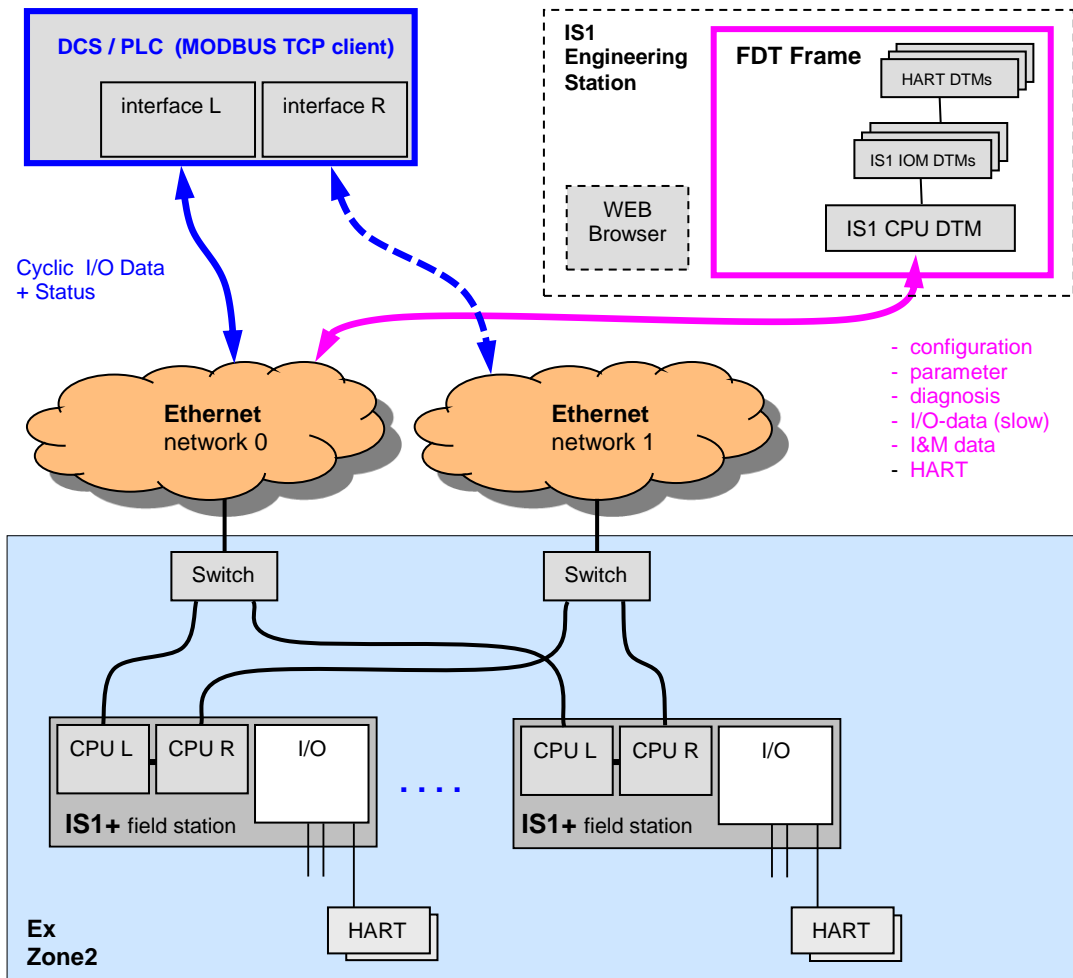 DCS / PLC  (MODBUS TCP client)
interface L
interface R
IS1
Engineering
Station
FDT Frame
HART DTMs
IS1 IOM DTMs
IS1 CPU DTM
WEB
Browser
Cyclic  I/O Data
+ Status
- configuration
- parameter
- diagnosis
- I/O-data (slow)
- I&M data
- HART
Ethernet
network 0
Ethernet
network 1
Switch
Switch
CPU L
CPU R
I/O
IS1+ field station
. . . .
CPU L
CPU R
I/O
IS1+ field station
HART
HART
Ex
Zone2